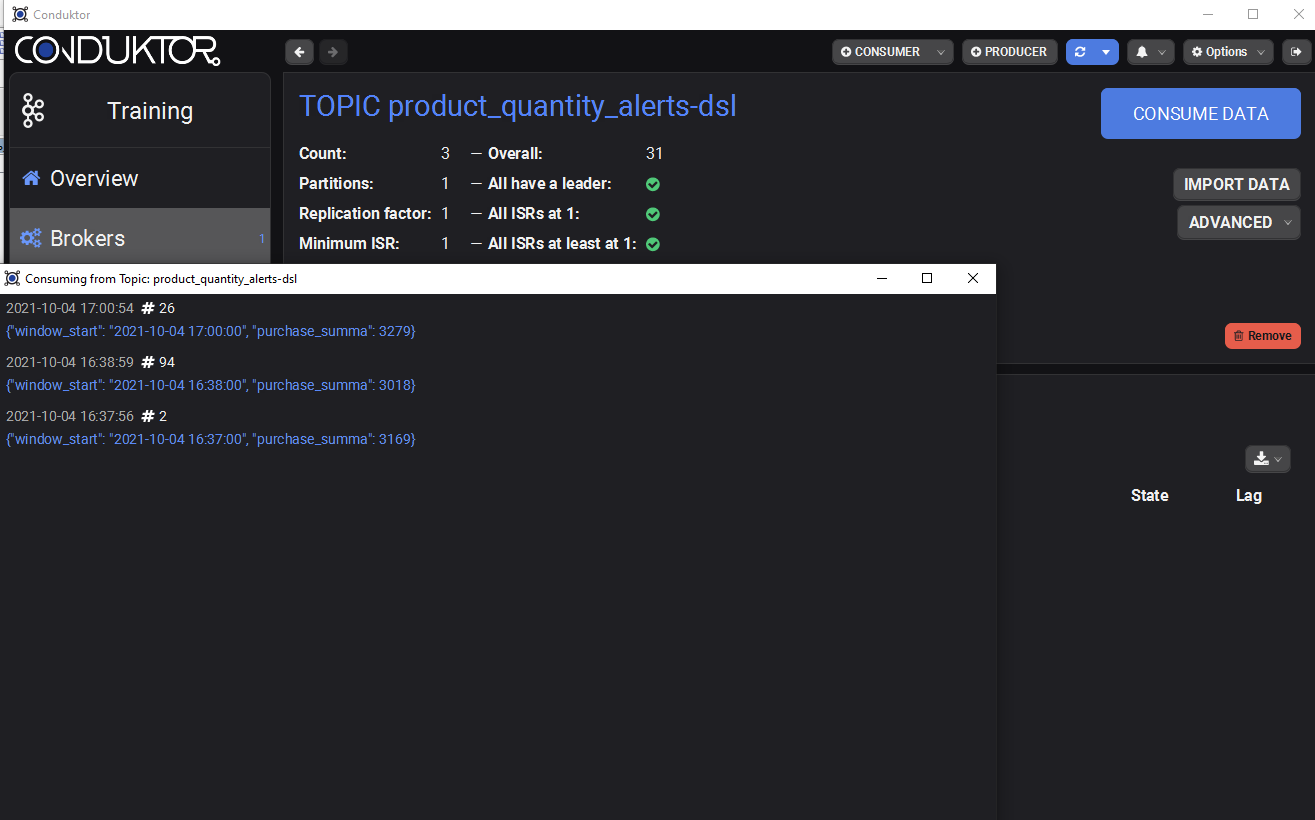 Conduktor
CONDUKTOR
CONSUMER
PRODUCER
Options
Training
TOPIC product_quantity_alerts-dsl
CONSUME DATA
Count: 3 — Overall: 31
Overview
Partitions: 1 — All have a leader:
IMPORT DATA
Replication factor: 1 — All ISRs at 1:
ADVANCED
Brokers 1
Minimum ISR: 1 — All ISRs at least at 1:
Consuming from Topic: product_quantity_alerts-dsl
2021-10-04 17:00:54 # 26
{"window_start": "2021-10-04 17:00:00", "purchase_summa": 3279}
Remove
2021-10-04 16:38:59 # 94
{"window_start": "2021-10-04 16:38:00", "purchase_summa": 3018}
2021-10-04 16:37:56 # 2
{"window_start": "2021-10-04 16:37:00", "purchase_summa": 3169}
State Lag